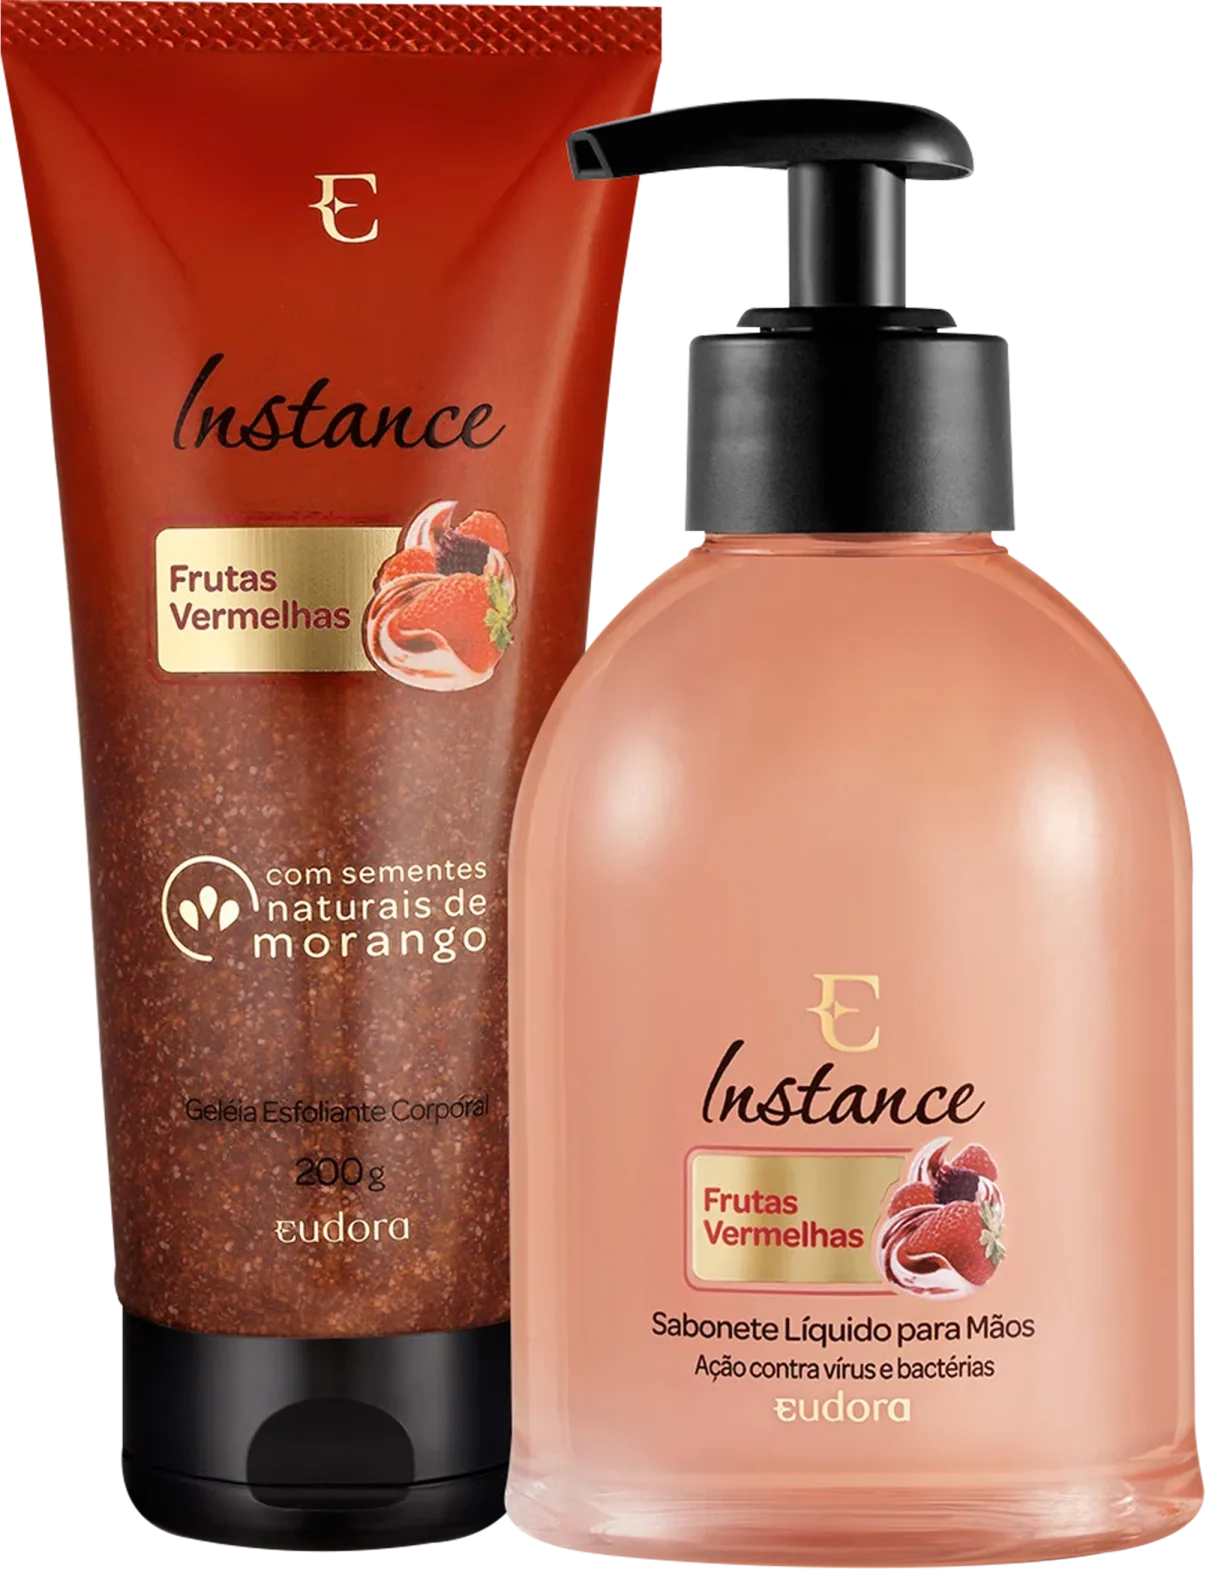 E
Instance
Frutas
Vermelhas
com sementes
naturais de
morango
Geléia Esfoliante Corporal
200g
eudora
E
Instance
Frutas
Vermelhas
Sabonete Líquido para Mãos
Ação contra vírus e bactérias
eudora